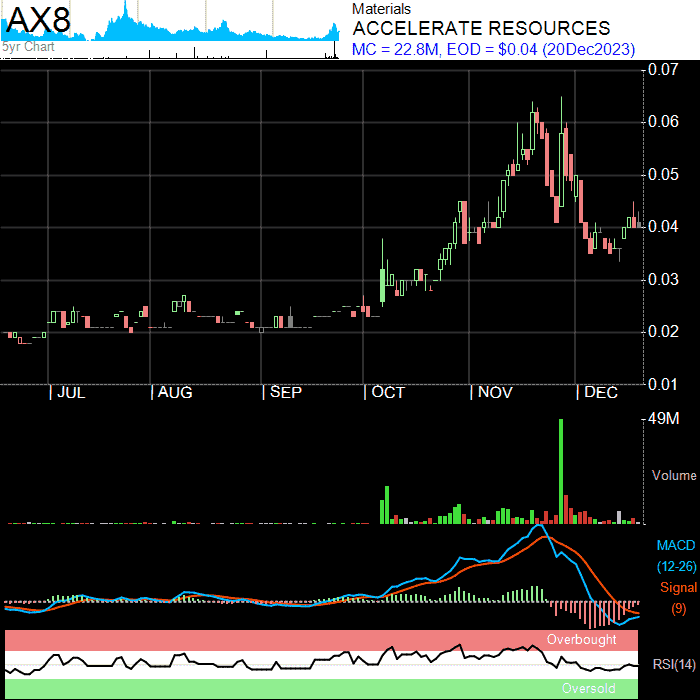 AX8
5yr Chart
Materials
ACCELERATE RESOURCES
MC = 22.8M, EOD = $0.04 (20Dec2023)
0.07
0.06
0.05
0.04
0.03
0.02
0.01
| JUL | AUG | SEP | OCT | NOV | DEC
49M
Volume
MACD
(12-26)
Signal
(9)
Overbought
RSI(14)
Oversold